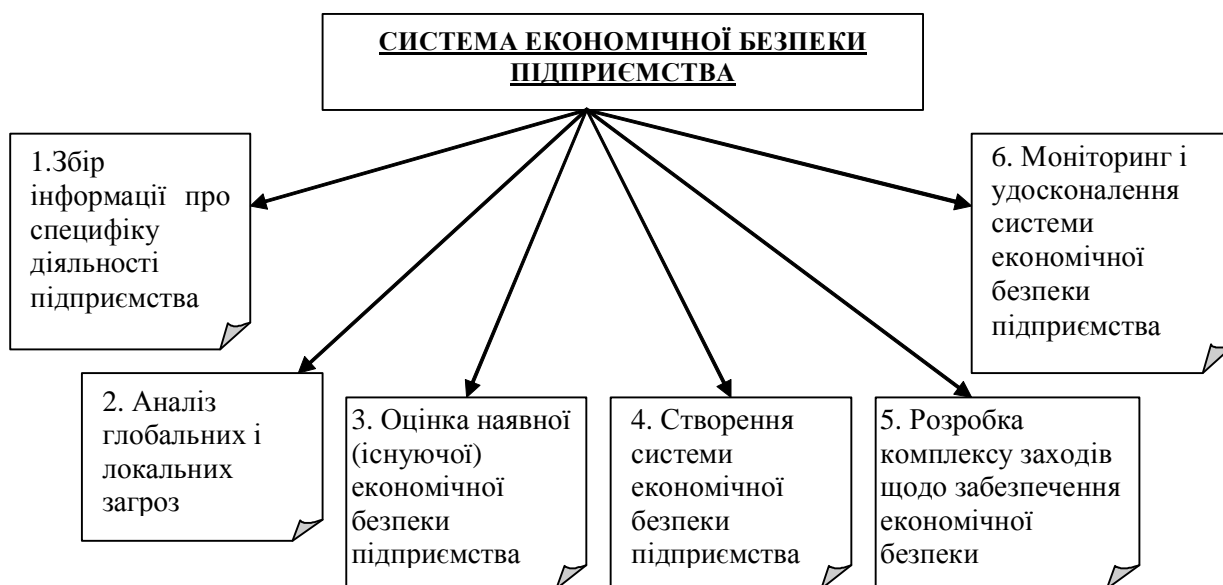 СИСТЕМА ЕКОНОМІЧНОЇ БЕЗПЕКИ
ПІДПРИЄМСТВА
1.Збір
інформації про
специфіку
діяльності
підприємства
2. Аналіз
глобальних і
локальних
загроз
3. Оцінка наявної
(існуючої)
економічної
безпеки
підприємства
4. Створення
системи
економічної
безпеки
підприємства
5. Розробка
комплексу заходів
щодо забезпечення
економічної
безпеки
6. Моніторинг і
удосконалення
системи
економічної
безпеки
підприємства